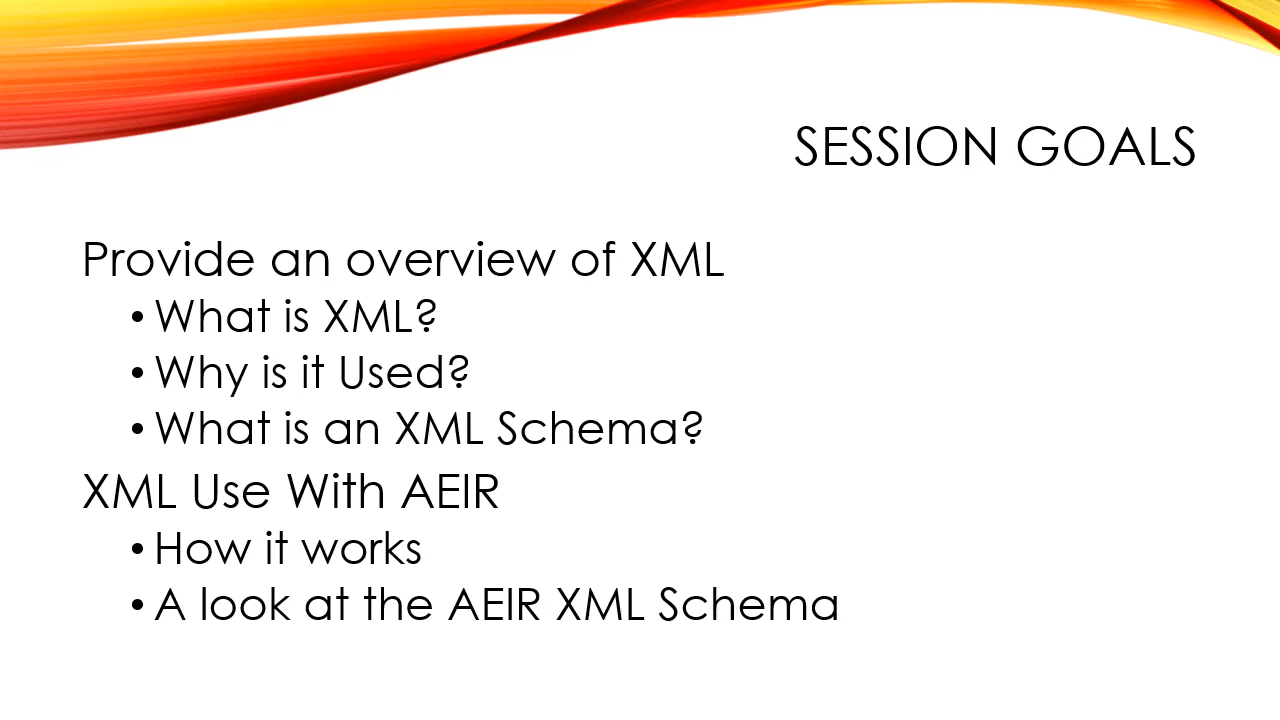 SESSION GOALS
Provide an overview of XML
• What is XML?
• Why is it Used?
• What is an XML Schema?
XML Use With AEIR
• How it works
• A look at the AEIR XML Schema